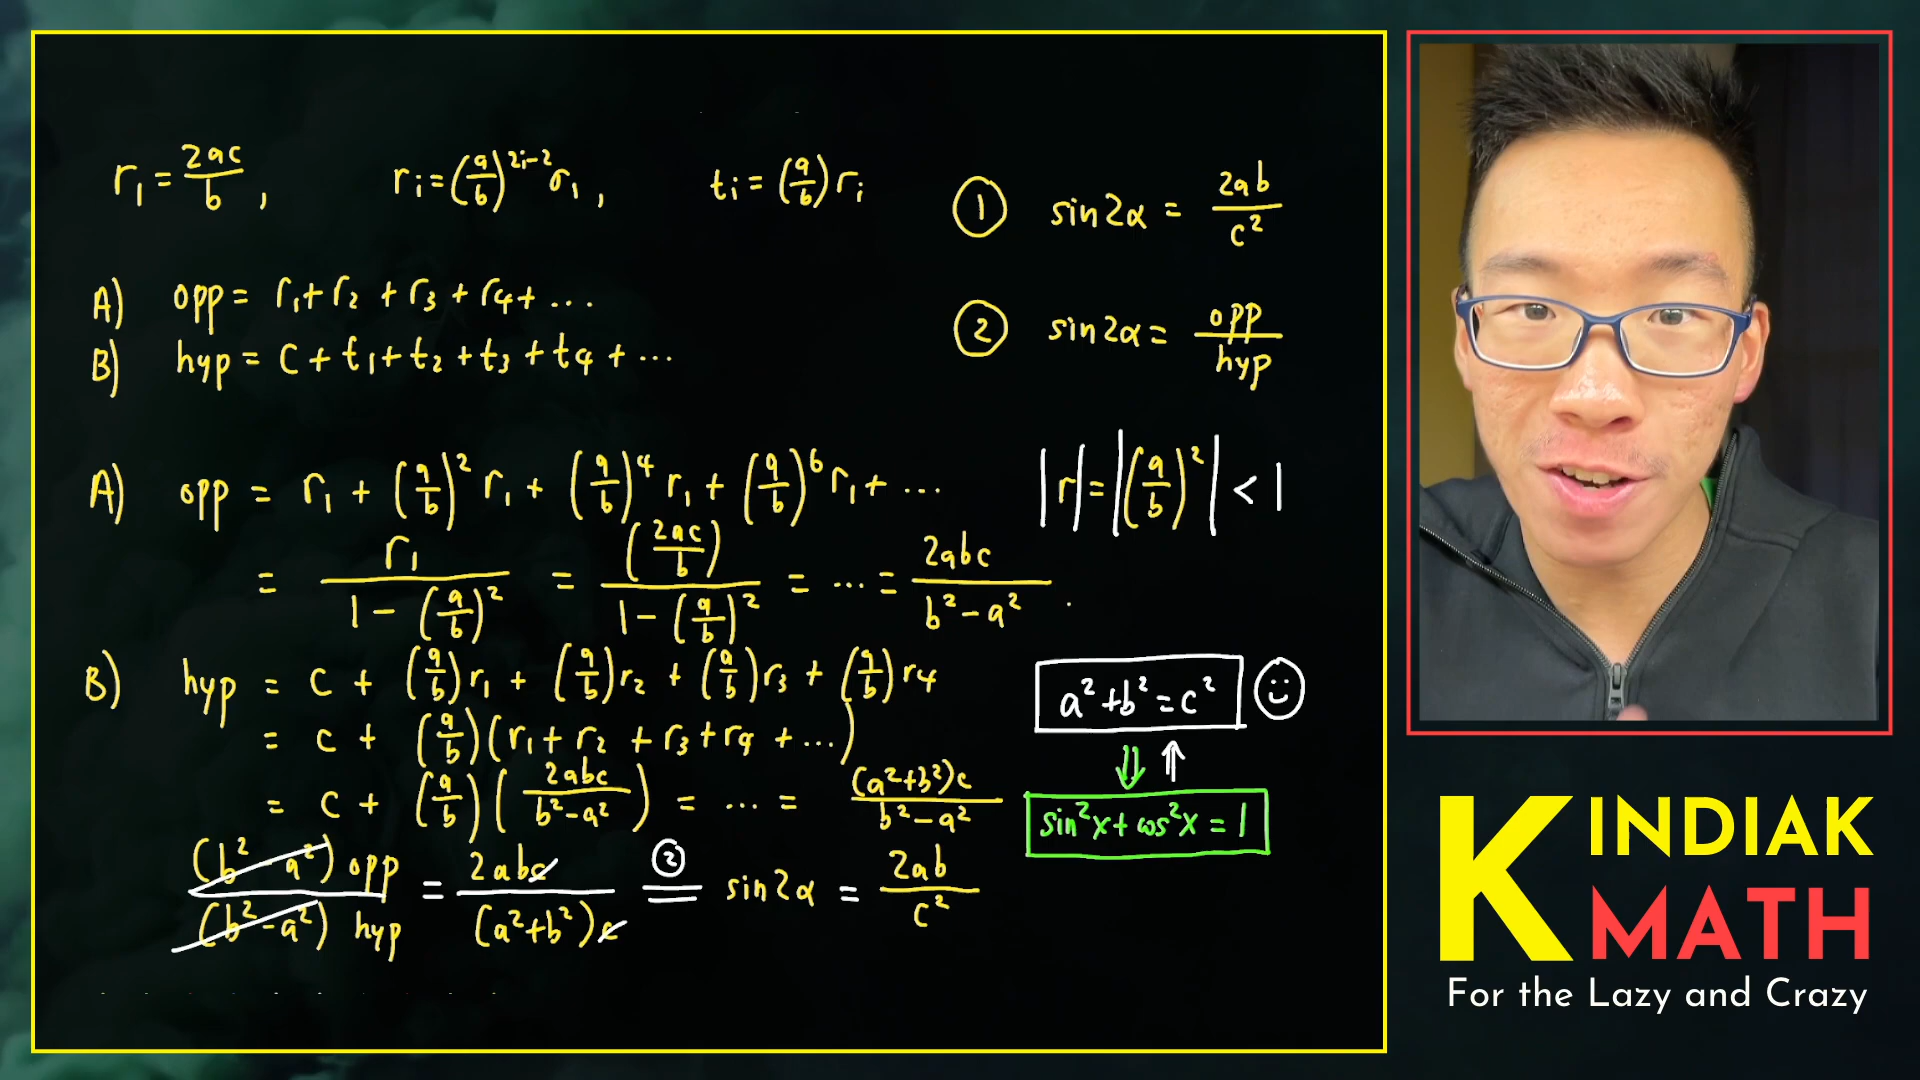 r₁ = 2ac/b , rᵢ = (a/b)²ⁱ⁻² σ₁ , tᵢ = (a/b) rᵢ
① sin2α = 2ab/c²
A) opp = r₁ + r₂ + r₃ + r₄ + ...
B) hyp = c + t₁ + t₂ + t₃ + t₄ + ...
② sin2α = opp/hyp
A) opp = r₁ + (a/b)² r₁ + (a/b)⁴ r₁ + (a/b)⁶ r₁ + ...
|r| = |(a/b)²| < 1
= r₁/(1 - (a/b)²) = (2ac/b)/(1 - (a/b)²) = ... = 2abc/(b² - a²) .
B) hyp = c + (a/b) r₁ + (a/b) r₂ + (a/b) r₃ + (a/b) r₄
= c + (a/b)(r₁ + r₂ + r₃ + r₄ + ...)
= c + (a/b)(2abc/(b² - a²)) = ... = (a² + b²)c/(b² - a²)
a² + b² = c²
⇓ ↑
sin²x + cos²x = 1
(b² - a²) opp/(b² - a²) hyp = 2abc/(a² + b²)c ② = sin2α = 2ab/c²
KINDIAK
MATH
For the Lazy and Crazy